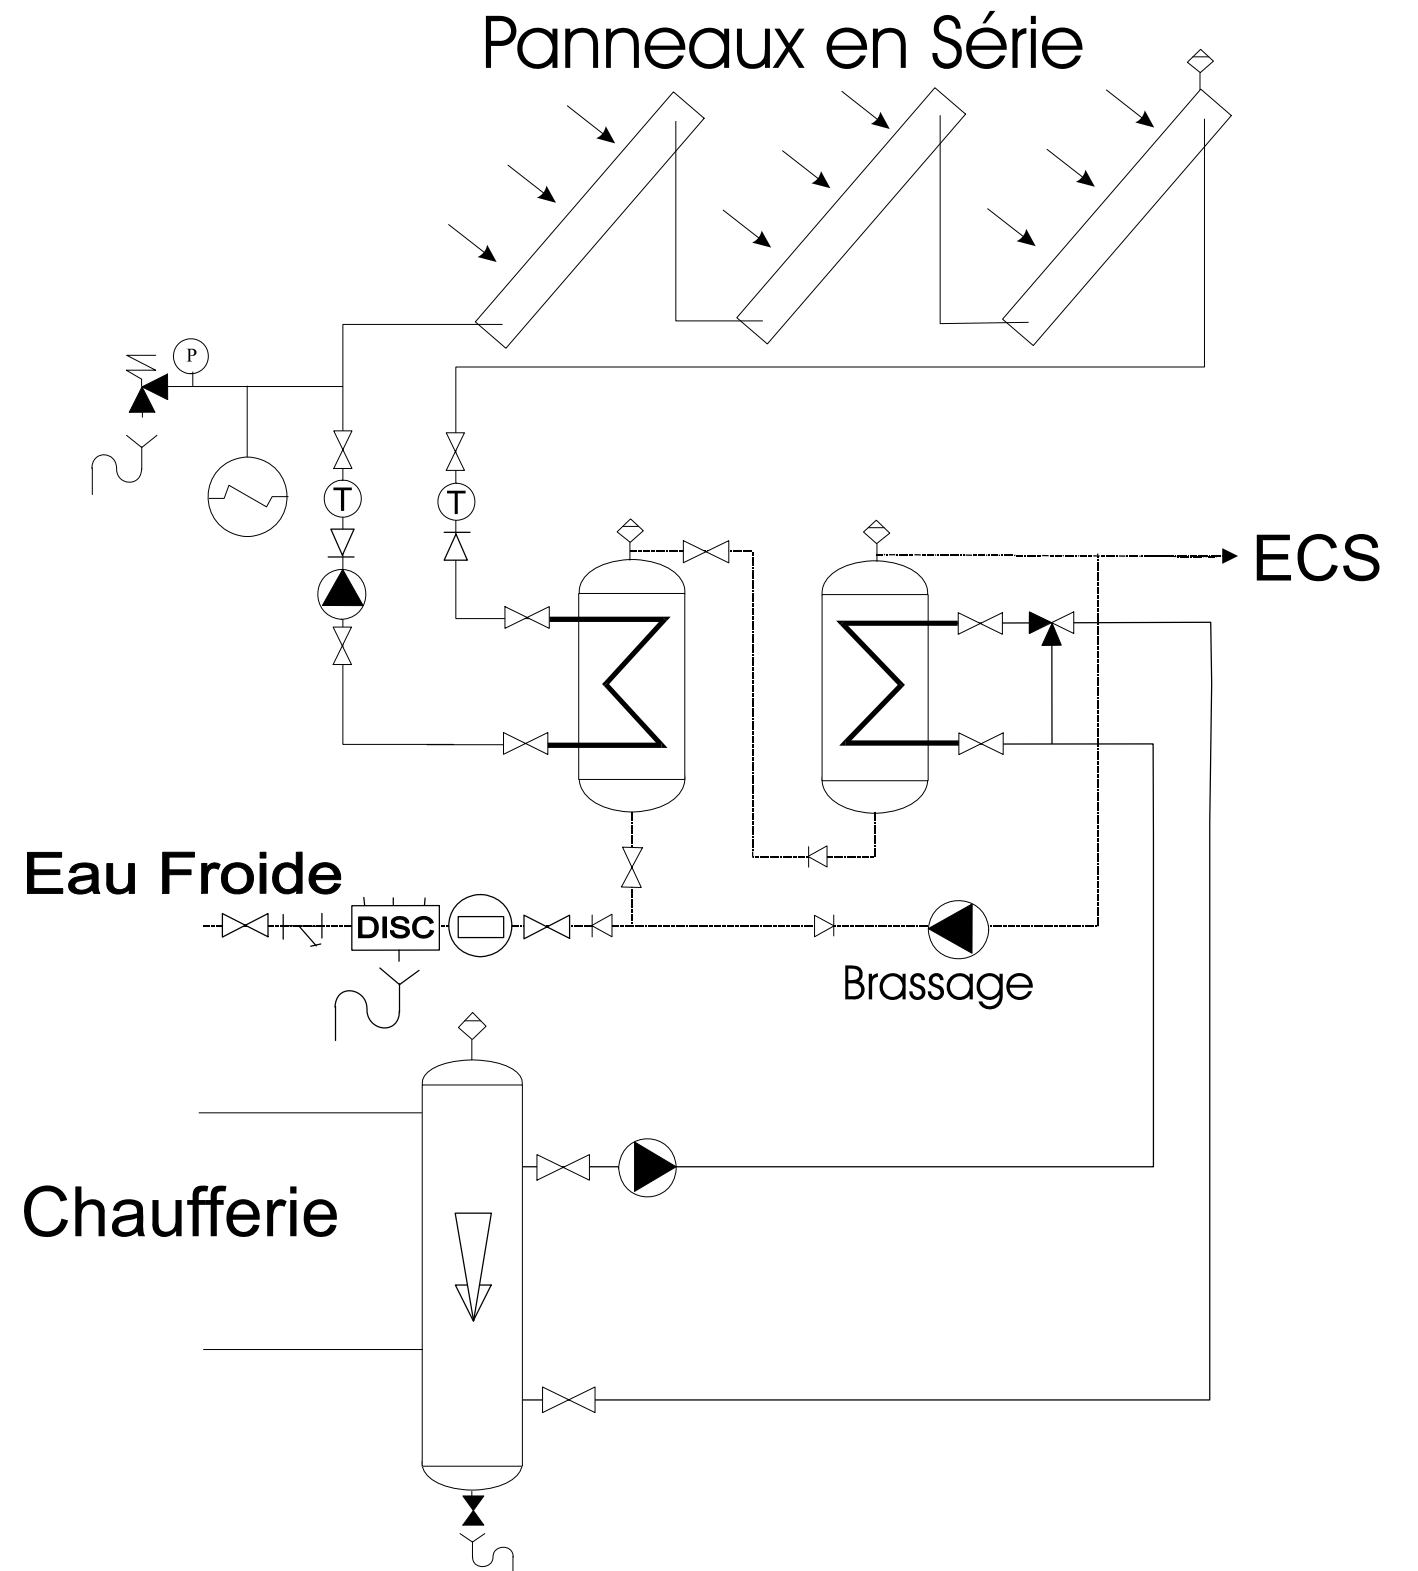 Panneaux en Série
P
T
T
ECS
Eau Froide
DISC
Brassage
Chaufferie